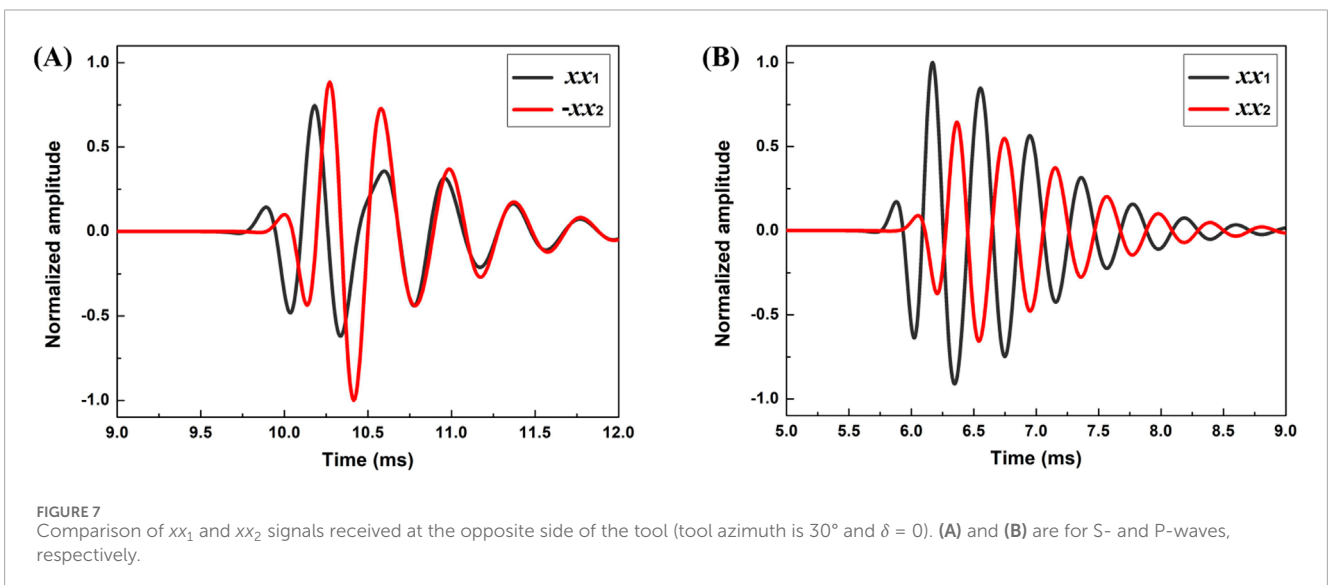 (A)
xx1
-xx2
Normalized amplitude
1.0
0.5
0.0
-0.5
-1.0
9.0 9.5 10.0 10.5 11.0 11.5 12.0
Time (ms)
(B)
xx1
xx2
Normalized amplitude
1.0
0.5
0.0
-0.5
-1.0
5.0 5.5 6.0 6.5 7.0 7.5 8.0 8.5 9.0
Time (ms)
FIGURE 7
Comparison of xx1 and xx2 signals received at the opposite side of the tool (tool azimuth is 30° and δ = 0). (A) and (B) are for S- and P-waves,
respectively.